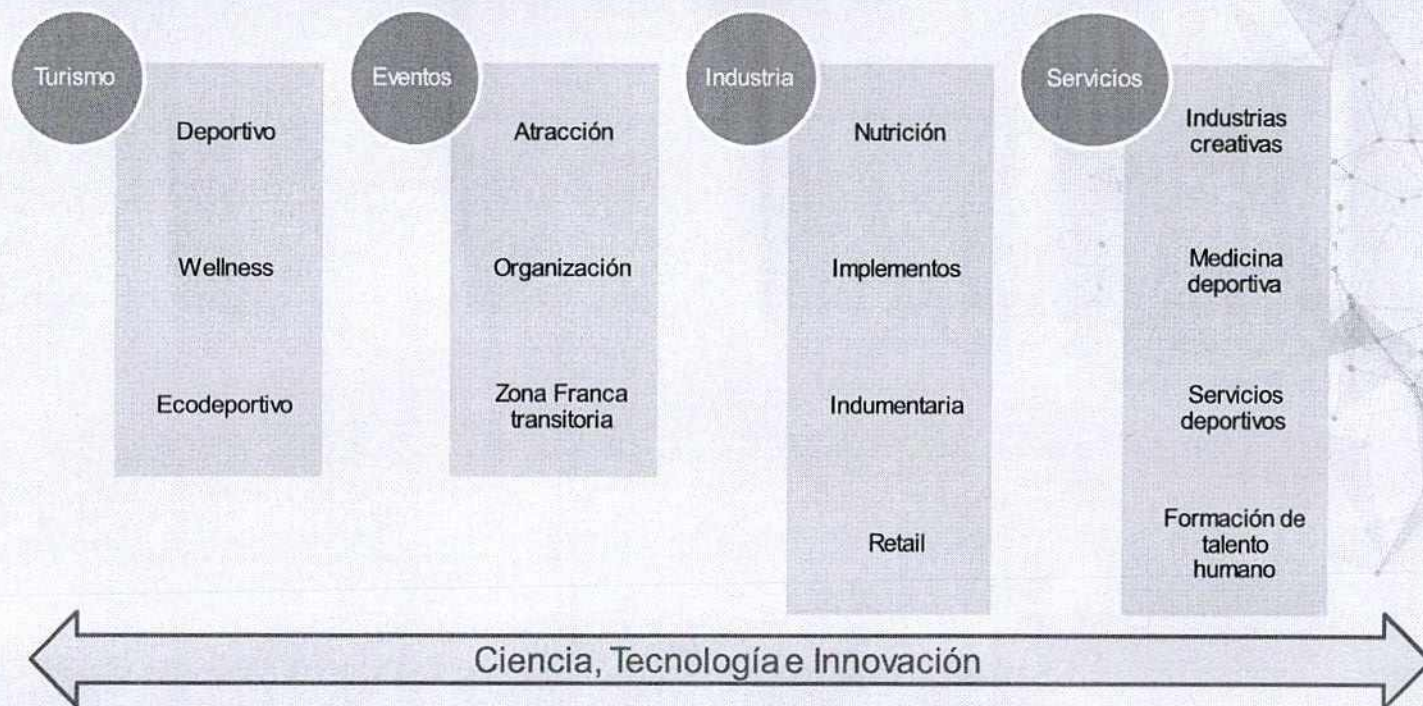 Turismo
Deportivo
Wellness
Ecodeportivo
Eventos
Atracción
Organización
Zona Franca
transitoria
Industria
Nutrición
Implementos
Indumentaria
Retail
Servicios
Industrias
creativas
Medicina
deportiva
Servicios
deportivos
Formación de
talento
humano
Ciencia, Tecnología e Innovación